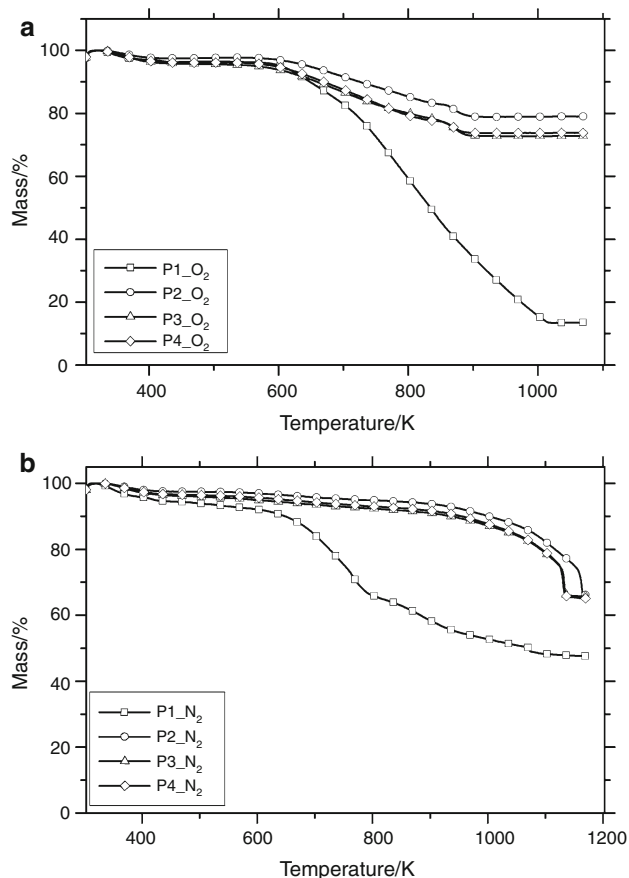 a
100
80
60
40
20
0
Mass/%
P1_O₂
P2_O₂
P3_O₂
P4_O₂
400 600 800 1000
Temperature/K
b
100
80
60
40
20
0
Mass/%
P1_N₂
P2_N₂
P3_N₂
P4_N₂
400 600 800 1000 1200
Temperature/K